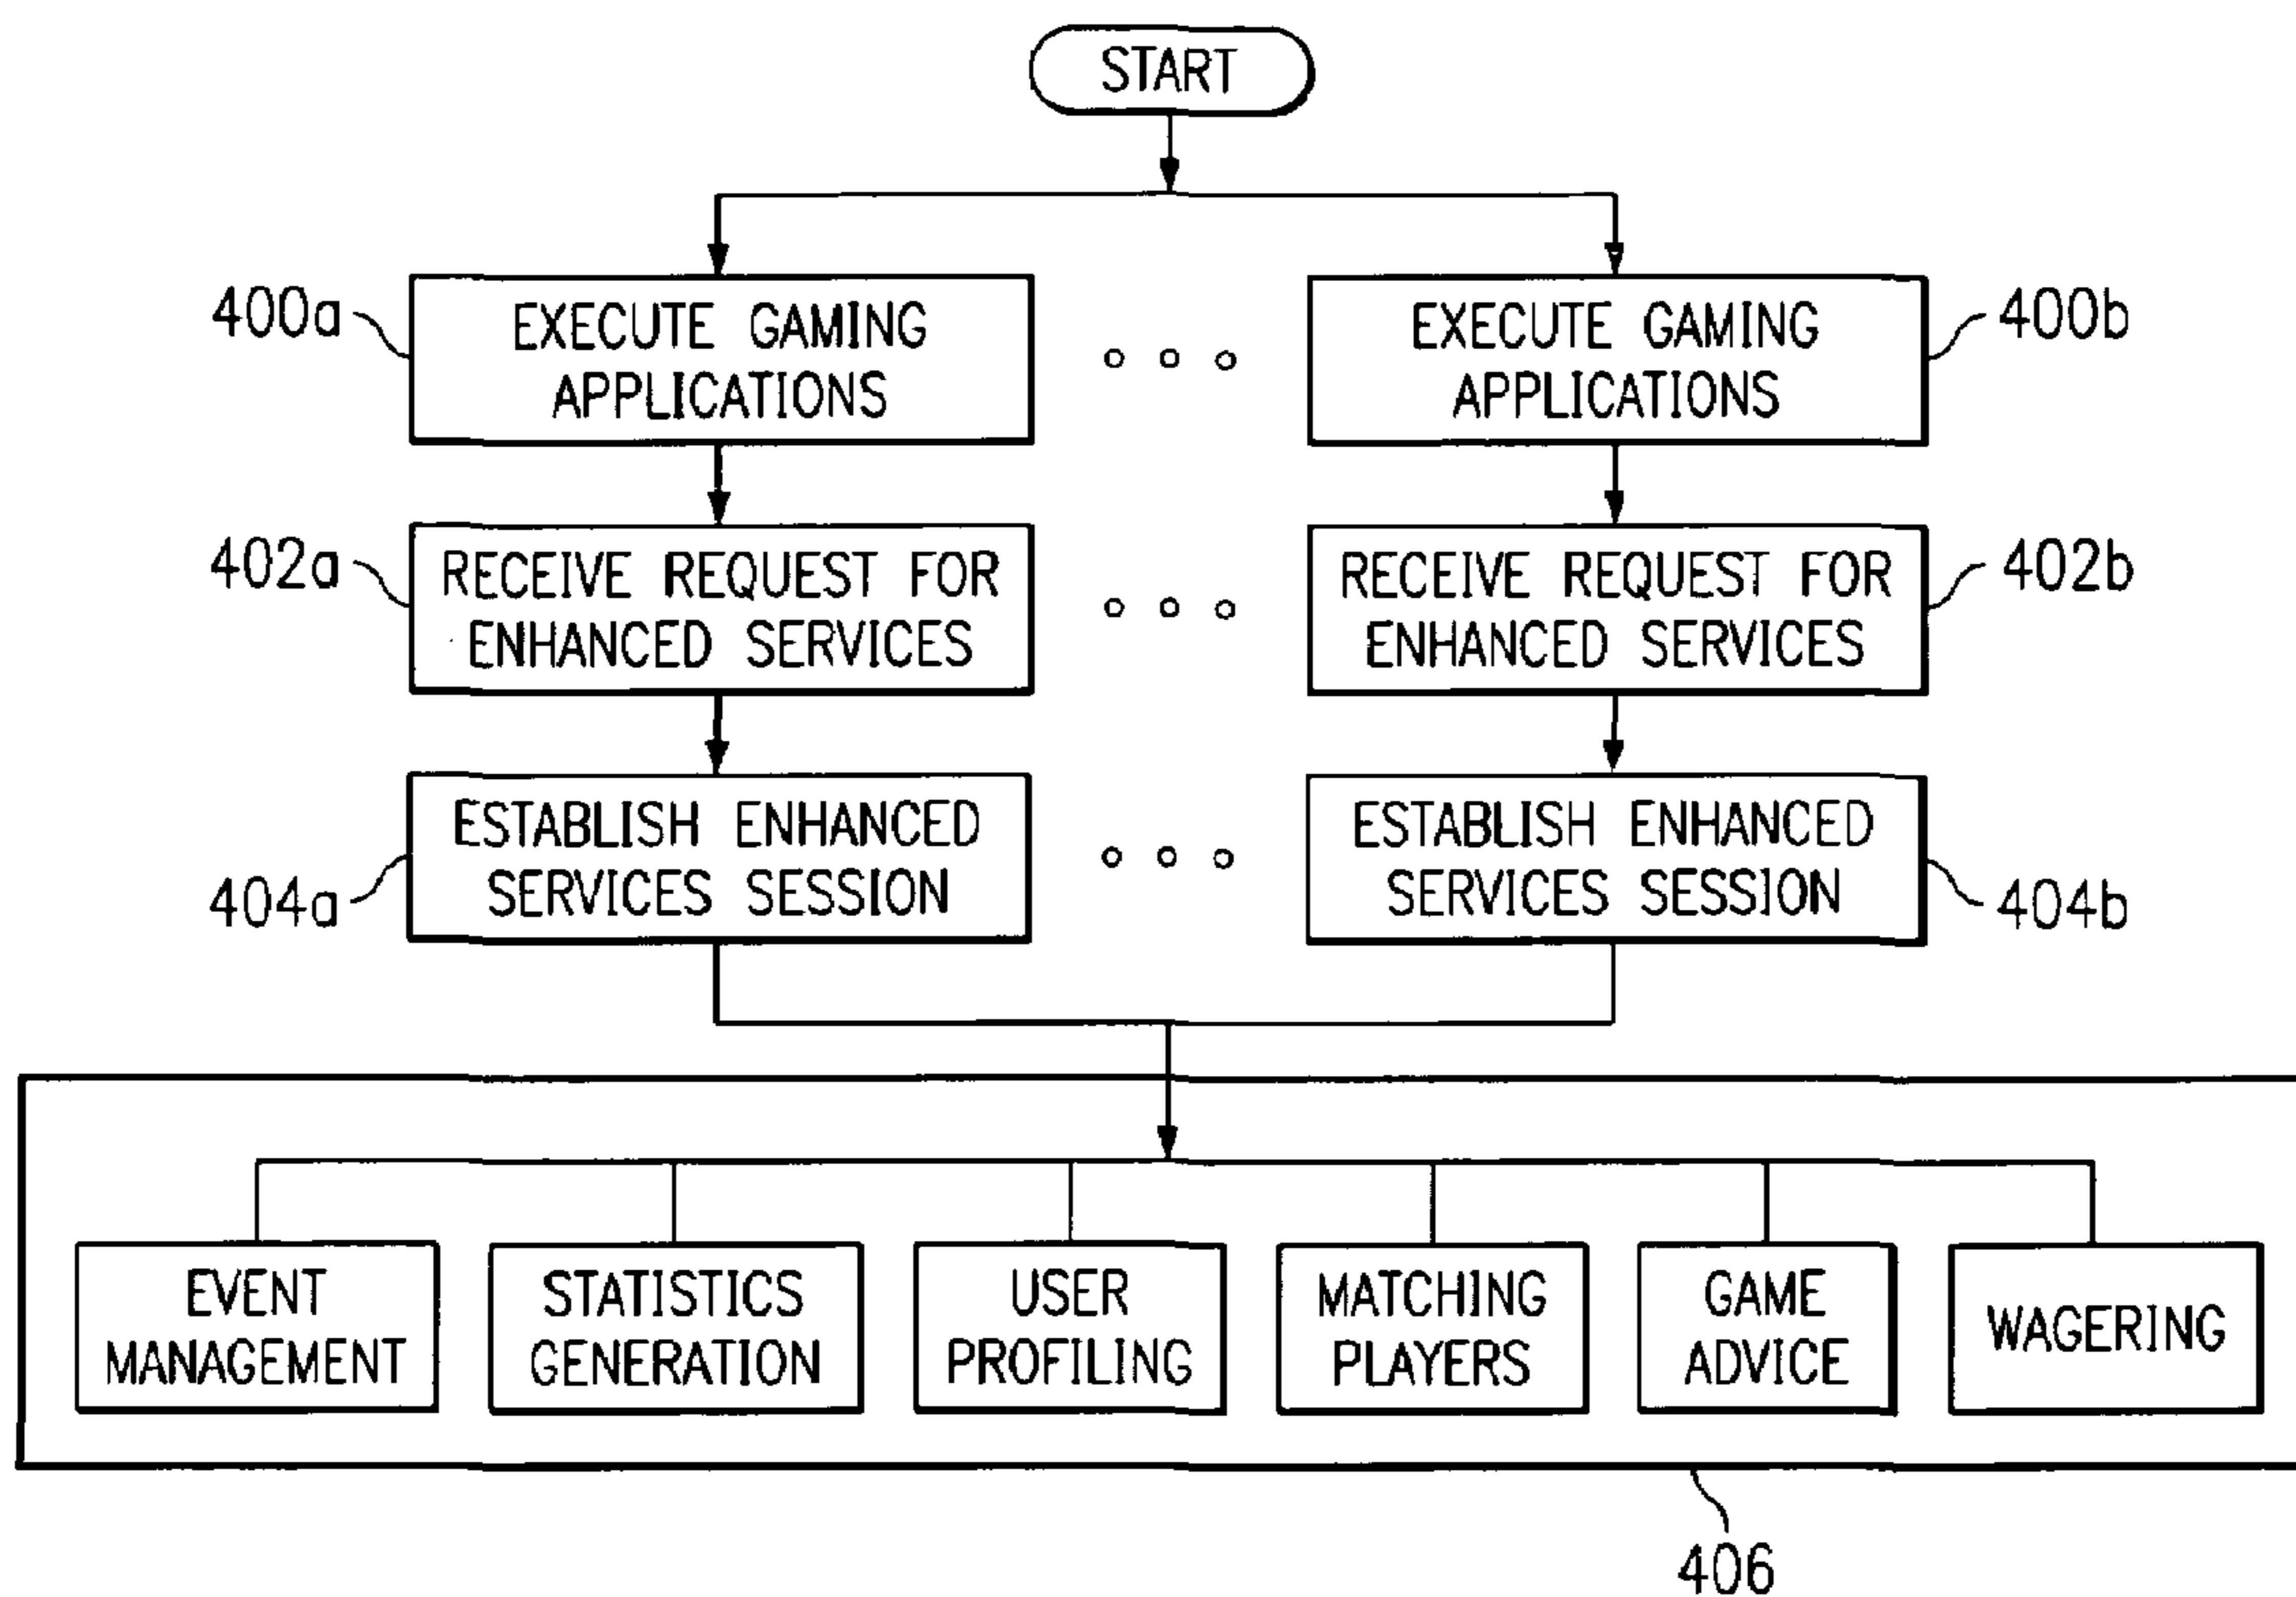 START
400a
EXECUTE GAMING
APPLICATIONS
EXECUTE GAMING
APPLICATIONS
400b
402a
RECEIVE REQUEST FOR
ENHANCED SERVICES
RECEIVE REQUEST FOR
ENHANCED SERVICES
402b
404a
ESTABLISH ENHANCED
SERVICES SESSION
ESTABLISH ENHANCED
SERVICES SESSION
404b
EVENT
MANAGEMENT
STATISTICS
GENERATION
USER
PROFILING
MATCHING
PLAYERS
GAME
ADVICE
WAGERING
406